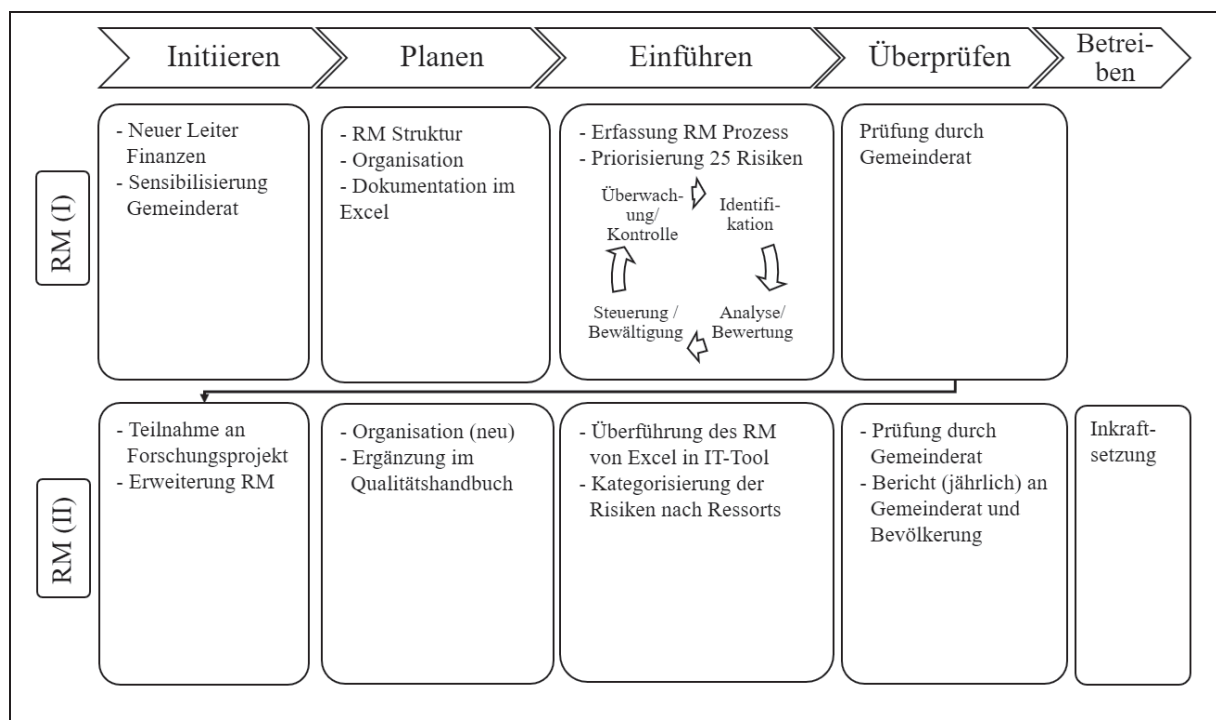 Initiieren
Planen
Einführen
Überprüfen
Betrei-
ben
RM (I)
- Neuer Leiter
Finanzen
- Sensibilisierung
Gemeinderat
- RM Struktur
- Organisation
- Dokumentation im
Excel
- Erfassung RM Prozess
- Priorisierung 25 Risiken
Überwach-
ung/
Kontrolle
Identifi-
kation
Steuerung /
Bewältigung
Analyse/
Bewertung
Prüfung durch
Gemeinderat
RM (II)
- Teilnahme an
Forschungsprojekt
- Erweiterung RM
- Organisation (neu)
- Ergänzung im
Qualitätshandbuch
- Überführung des RM
von Excel in IT-Tool
- Kategorisierung der
Risiken nach Ressorts
- Prüfung durch
Gemeinderat
- Bericht (jährlich) an
Gemeinderat und
Bevölkerung
Inkraft-
setzung